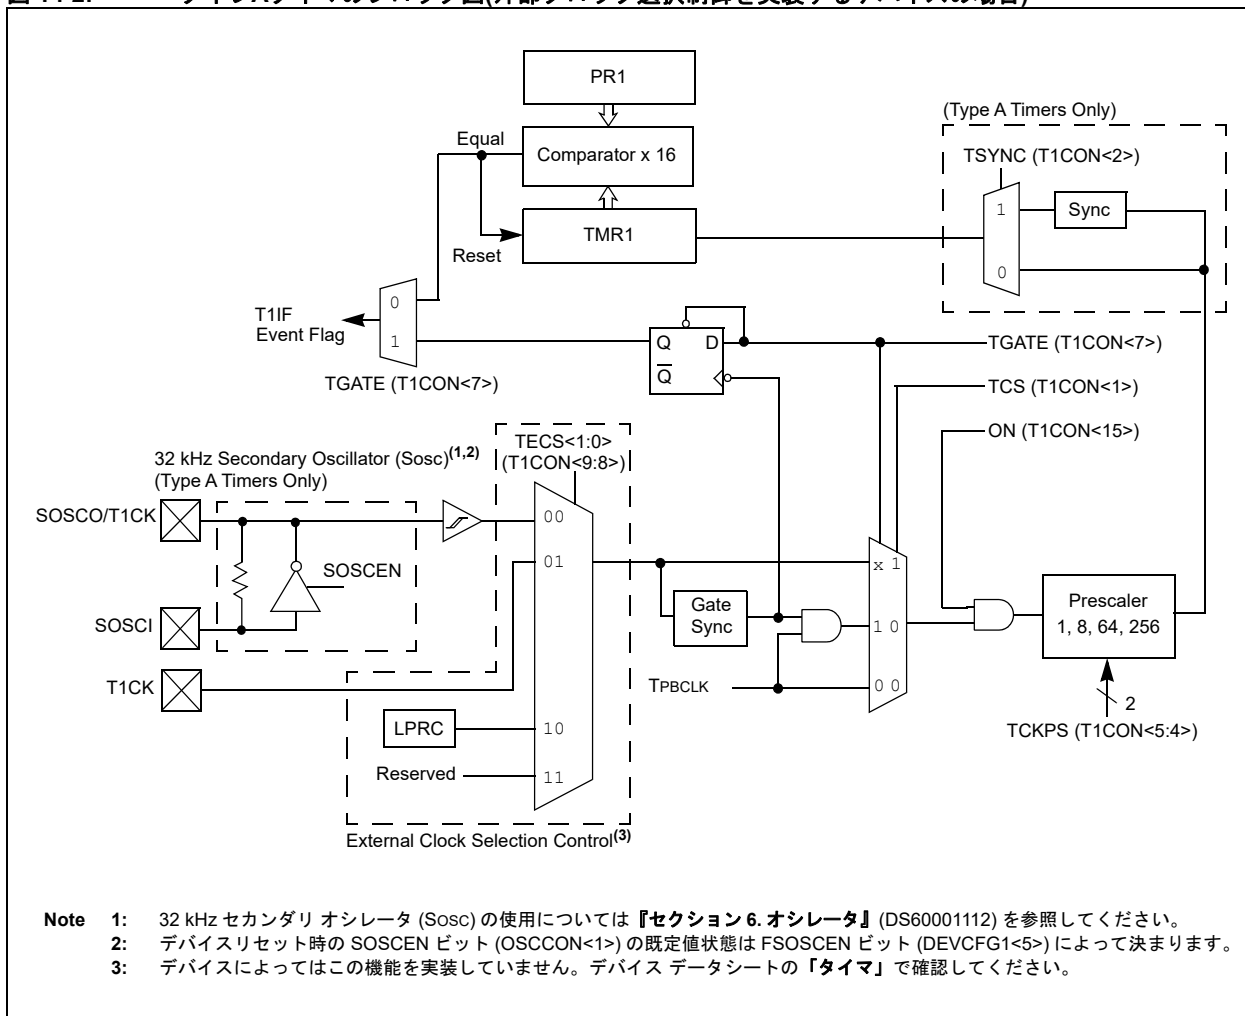 PR1
(Type A Timers Only)
Equal
Comparator x 16
TSYNC (T1CON<2>)
1
Sync
TMR1
Reset
0
T1IF
Event Flag
0
1
TGATE (T1CON<7>)
Q
D
Q
TGATE (T1CON<7>)
TCS (T1CON<1>)
ON (T1CON<15>)
32 kHz Secondary Oscillator (SOSC)(1,2)
(Type A Timers Only)
TECS<1:0>
(T1CON<9:8>)
SOSCO/T1CK
00
01
SOSCEN
x 1
SOSCI
Gate
Sync
1 0
Prescaler
1, 8, 64, 256
T1CK
TPBCLK
0 0
2
TCKPS (T1CON<5:4>)
LPRC
10
Reserved
11
External Clock Selection Control(3)
Note 1: 32 kHz セカンダリ オシレータ (SOSC) の使用については『セクション 6. オシレータ』(DS60001112) を参照してください。
2: デバイスリセット時の SOSCEN ビット (OSCCON<1>) の既定値状態は FSOSCEN ビット (DEVCFG1<5>) によって決まります。
3: デバイスによってはこの機能を実装していません。デバイス データシートの「タイマ」で確認してください。